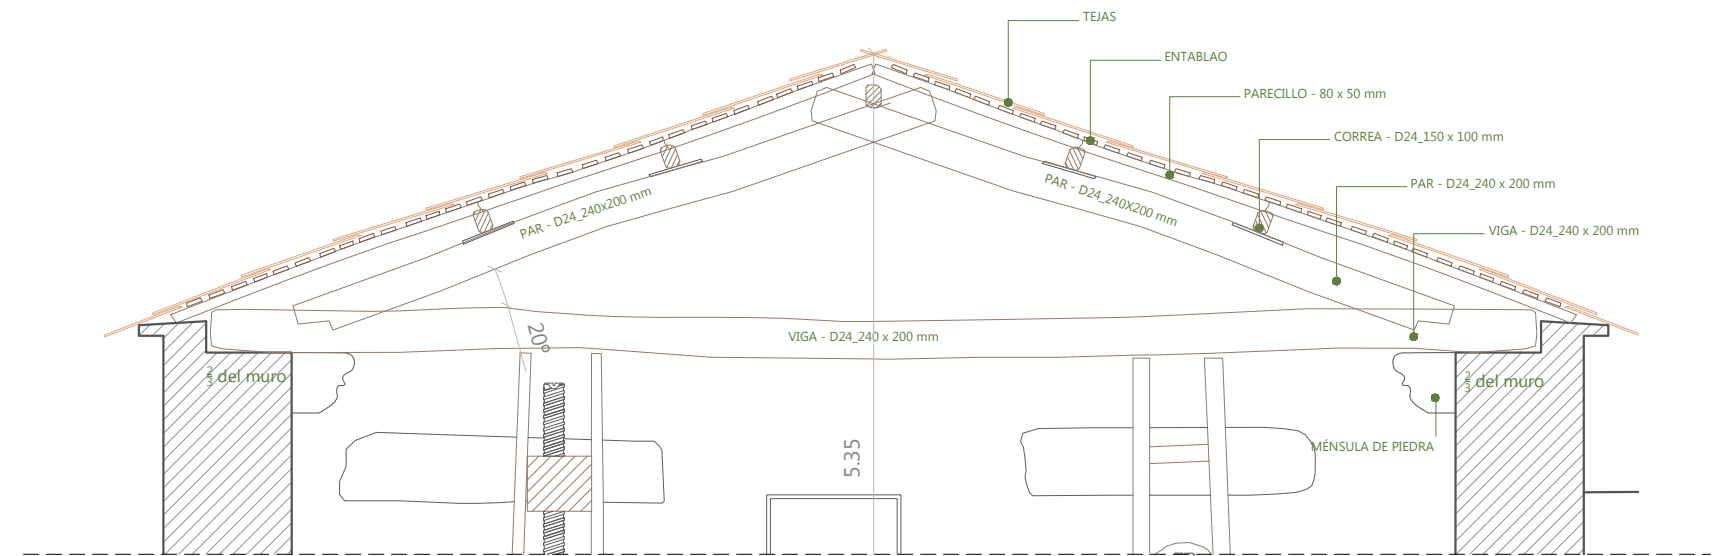 TEJAS
ENTABLAO
PARECILLO - 80 x 50 mm
CORREA - D24_150 x 100 mm
PAR - D24_240 x 200 mm
PAR - D24_240x200 mm
PAR - D24_240X200 mm
VIGA - D24_240 x 200 mm
VIGA - D24_240 x 200 mm
20º
2/3 del muro
2/3 del muro
MÉNSULA DE PIEDRA
5.35